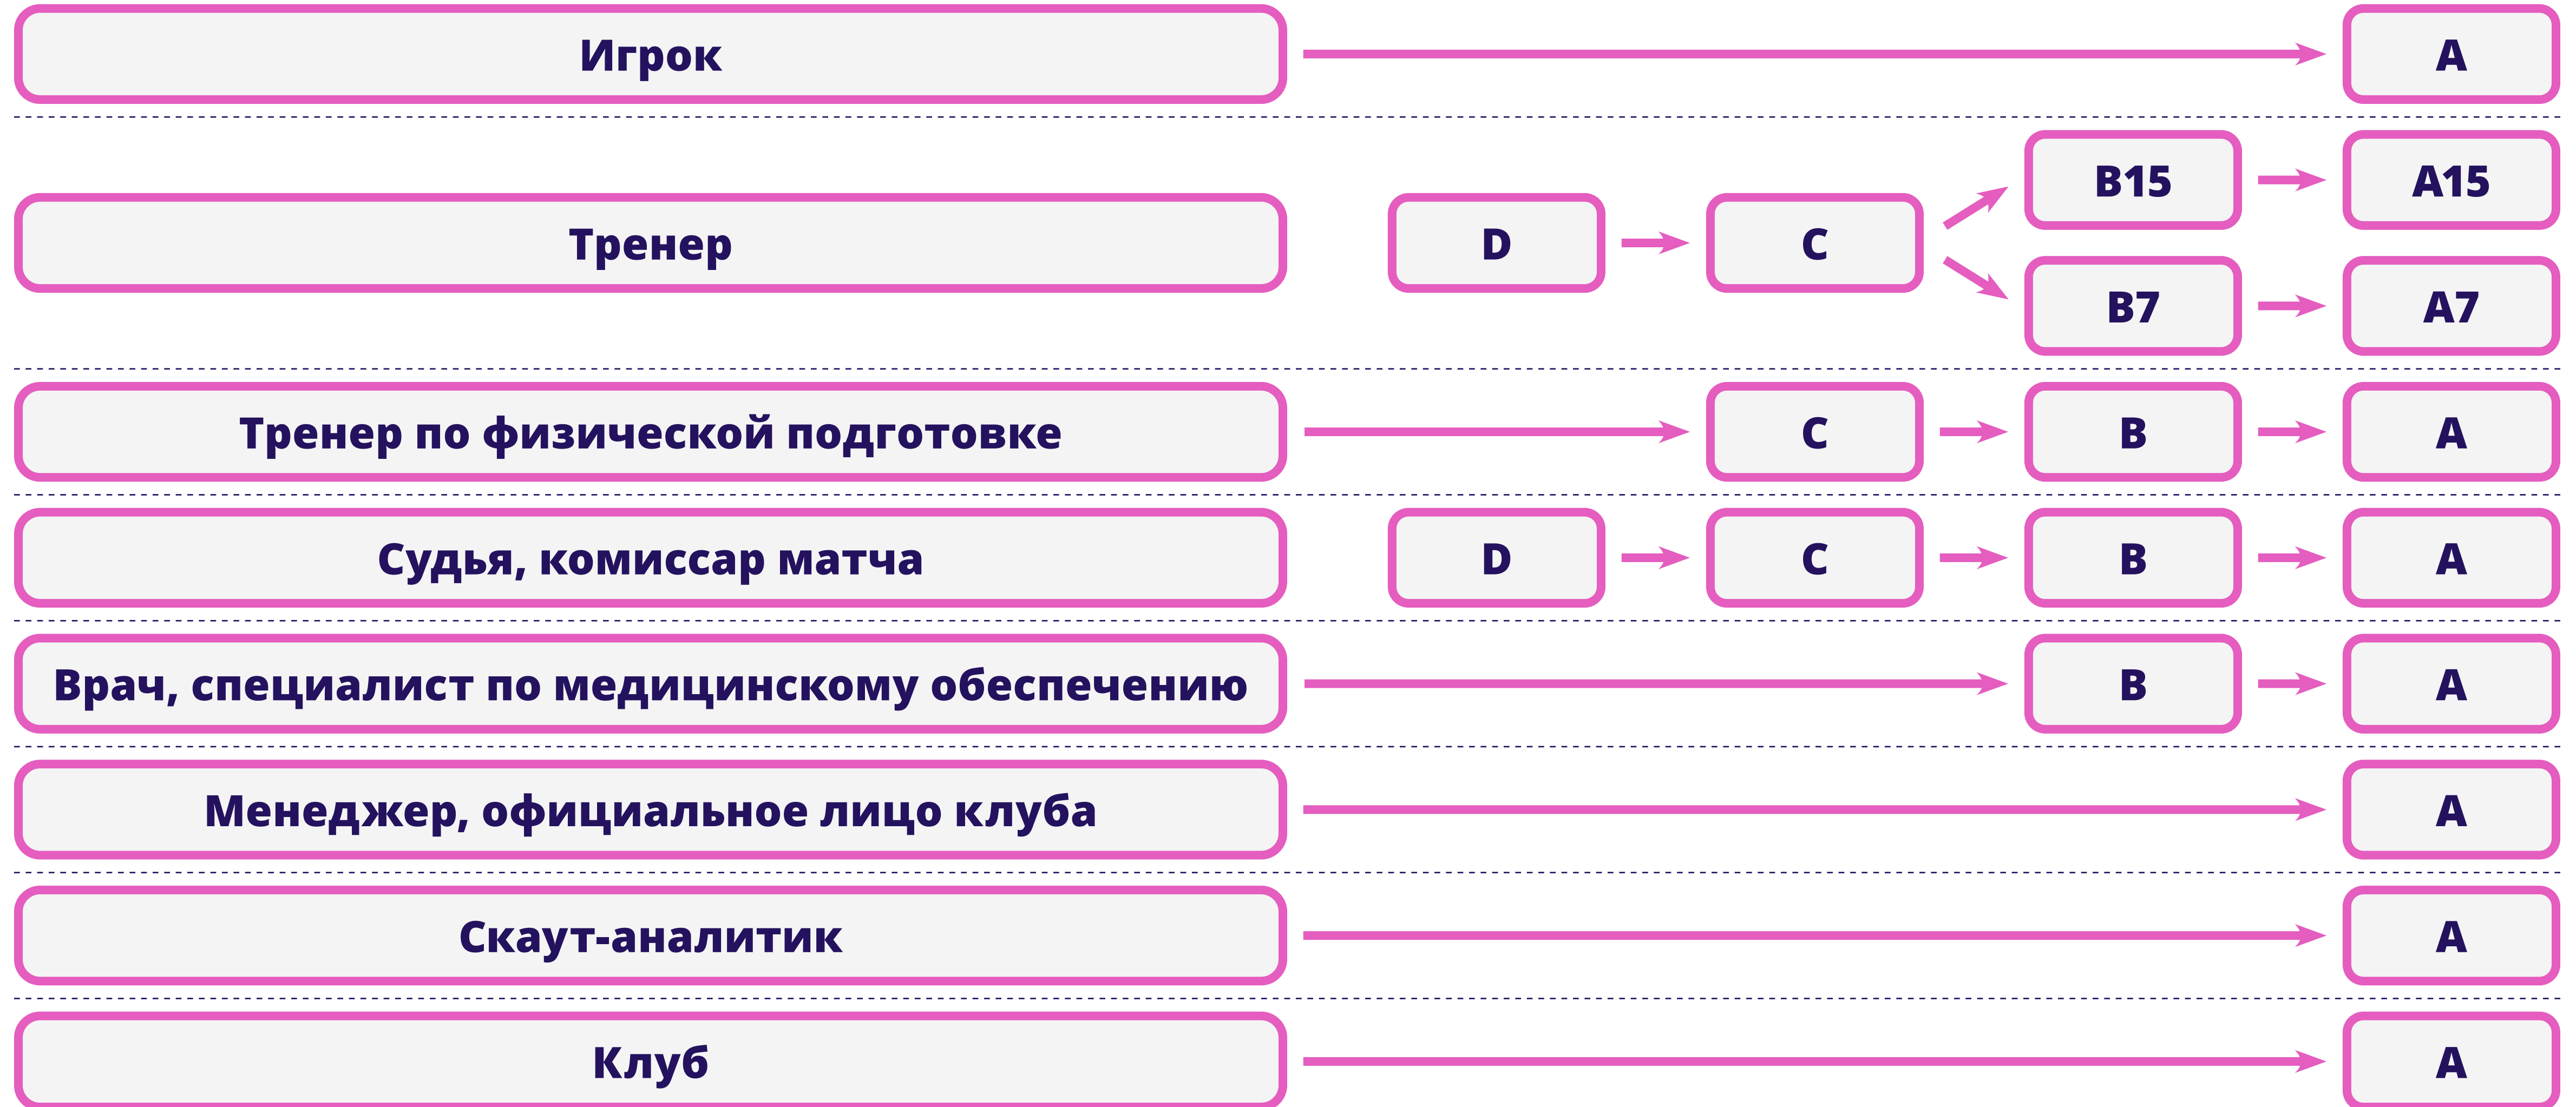 Игрок
A
Тренер
D
C
B15
A15
B7
A7
Тренер по физической подготовке
C
B
A
Судья, комиссар матча
D
C
B
A
Врач, специалист по медицинскому обеспечению
B
A
Менеджер, официальное лицо клуба
A
Скаут-аналитик
A
Клуб
A